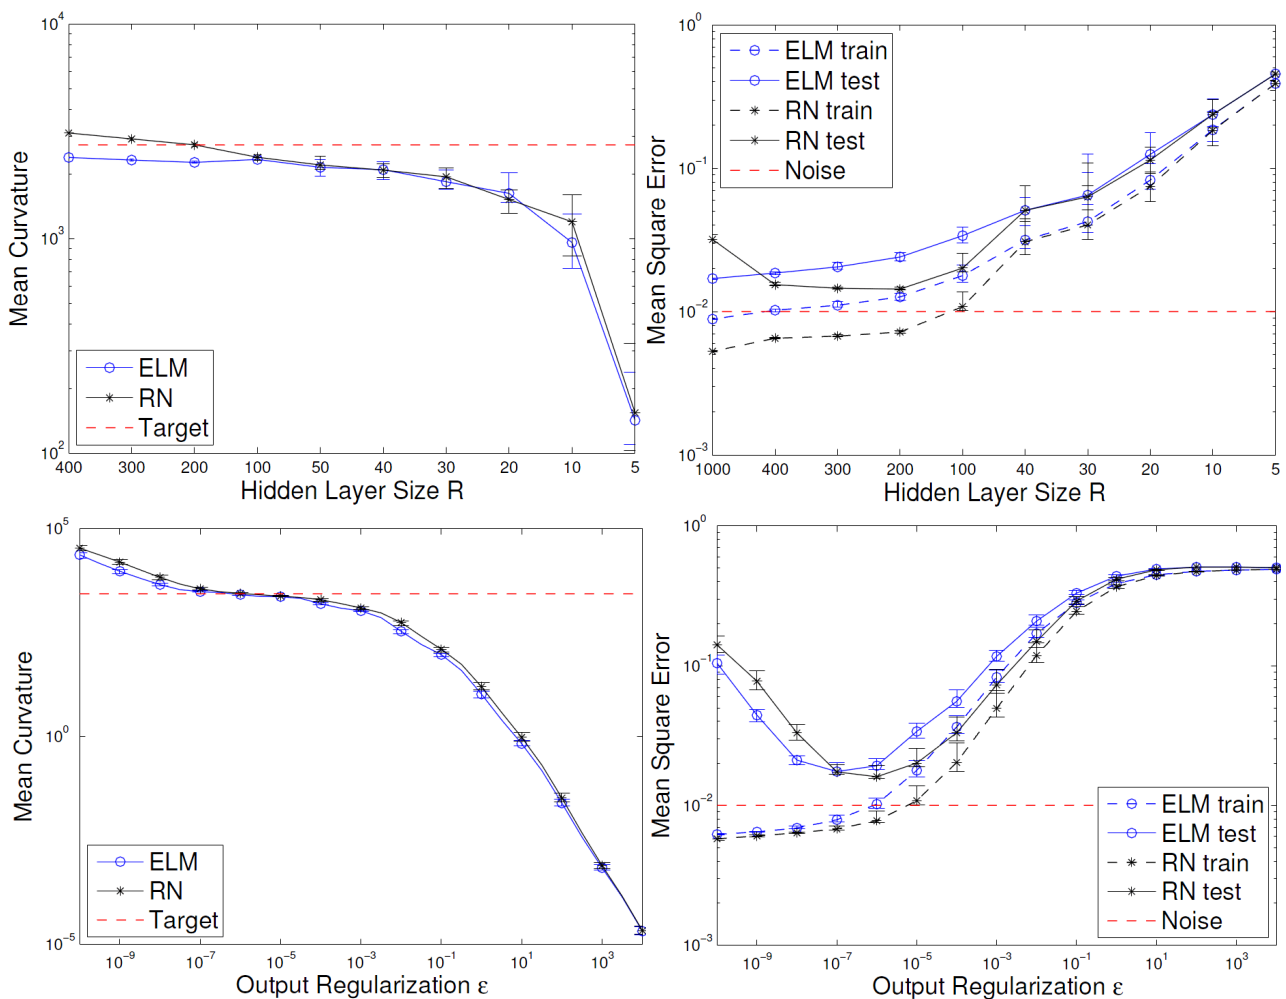 10^4
10^3
10^2
Mean Curvature
400 300 200 100 50 40 30 20 10 5
Hidden Layer Size R
ELM
RN
Target
10^0
10^-1
10^-2
10^-3
Mean Square Error
1000 400 300 200 100 40 30 20 10 5
Hidden Layer Size R
ELM train
ELM test
RN train
RN test
Noise
10^5
10^0
10^-5
Mean Curvature
10^-9 10^-7 10^-5 10^-3 10^-1 10^1 10^3
Output Regularization ε
ELM
RN
Target
10^0
10^-1
10^-2
10^-3
Mean Square Error
10^-9 10^-7 10^-5 10^-3 10^-1 10^1 10^3
Output Regularization ε
ELM train
ELM test
RN train
RN test
Noise